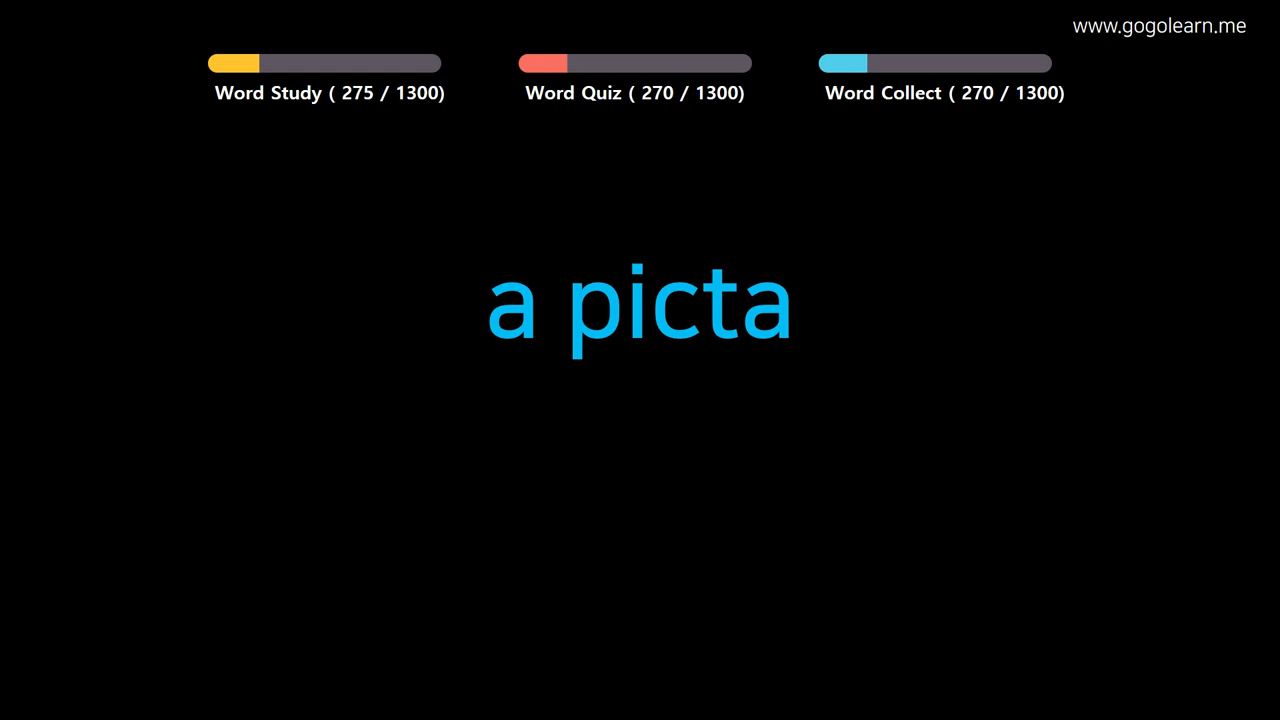 www.gogolearn.me
Word Study ( 275 / 1300)
Word Quiz ( 270 / 1300)
Word Collect ( 270 / 1300)
a picta